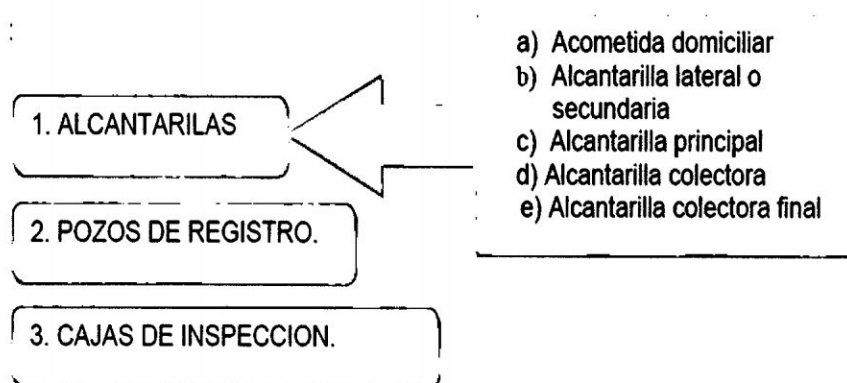 1. ALCANTARILAS
a) Acometida domiciliar
b) Alcantarilla lateral o
secundaria
c) Alcantarilla principal
d) Alcantarilla colectora
e) Alcantarilla colectora final
2. POZOS DE REGISTRO.
3. CAJAS DE INSPECCION.